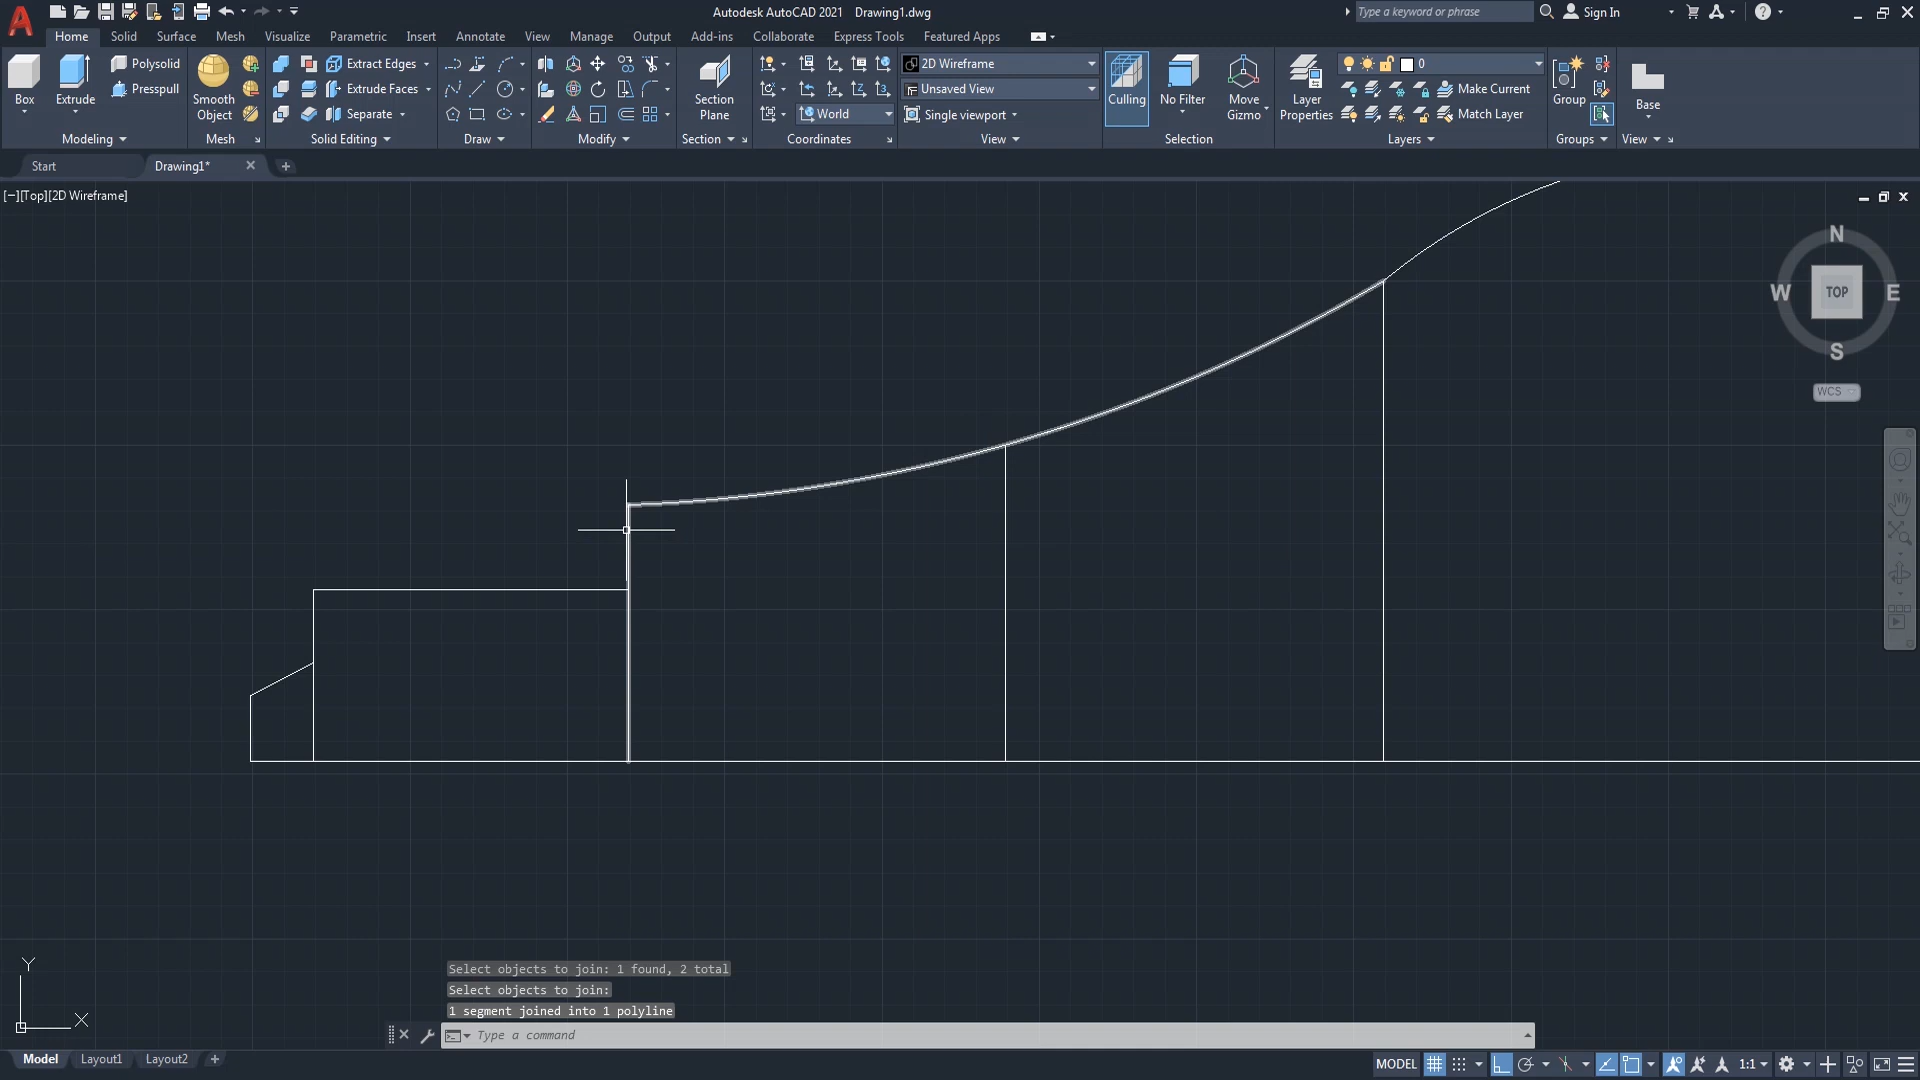 Autodesk AutoCAD 2021 Drawing1.dwg
Type a keyword or phrase
Sign In
Home Solid Surface Mesh Visualize Parametric Insert Annotate View Manage Output Add-ins Collaborate Express Tools Featured Apps
Box
Extrude
Polysolid
Presspull
Modeling
Smooth Object
Mesh
Extract Edges
Extrude Faces
Separate
Solid Editing
Draw
Modify
Section Plane
Section
World
Coordinates
2D Wireframe
Unsaved View
Single viewport
View
Culling
No Filter
Move Gizmo
Selection
Layer Properties
0
Make Current
Match Layer
Layers
Group
Groups
Base
View
Start
Drawing1*
[−][Top][2D Wireframe]
N
W
TOP
E
S
WCS
Y
X
Select objects to join: 1 found, 2 total
Select objects to join:
1 segment joined into 1 polyline
Type a command
Model Layout1 Layout2
MODEL
1:1